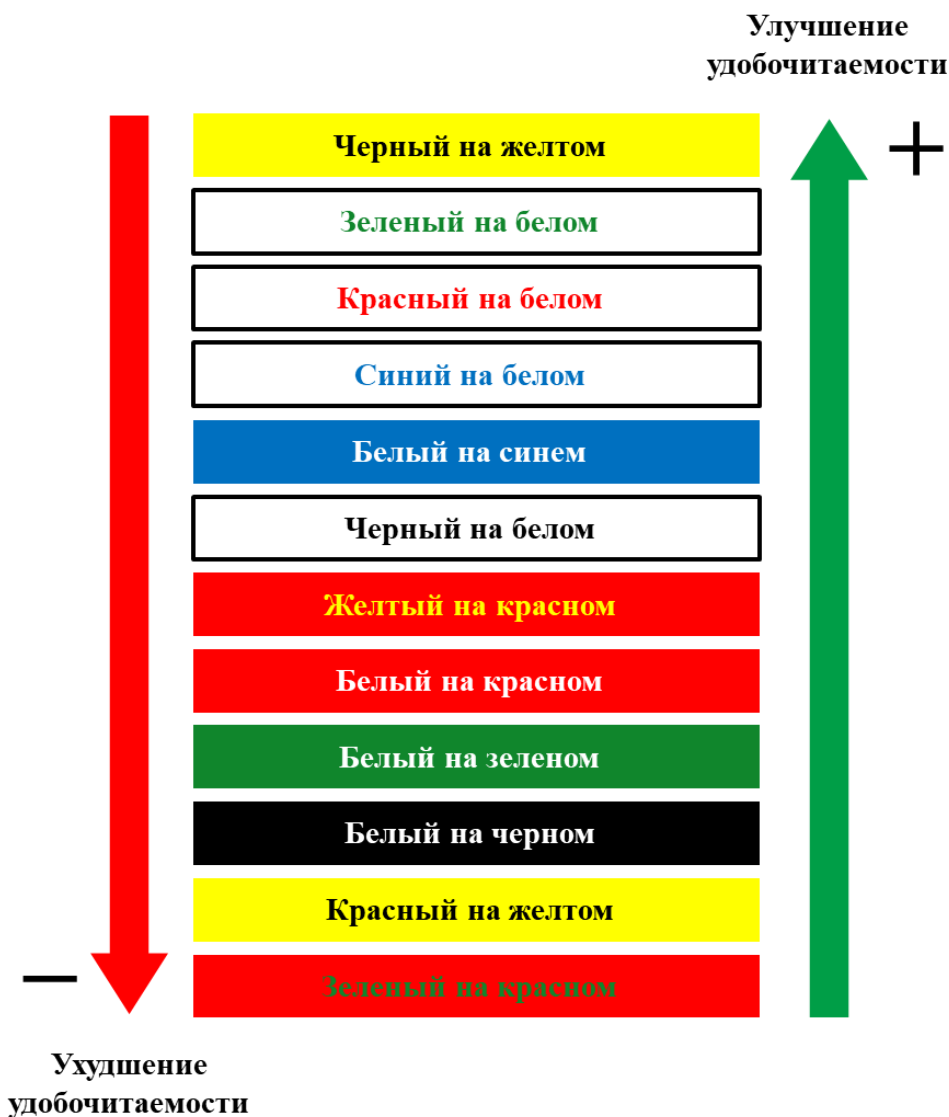 Улучшение
удобочитаемости
+
Черный на желтом
Зеленый на белом
Красный на белом
Синий на белом
Белый на синем
Черный на белом
Желтый на красном
Белый на красном
Белый на зеленом
Белый на черном
Красный на желтом
Зеленый на красном
–
Ухудшение
удобочитаемости